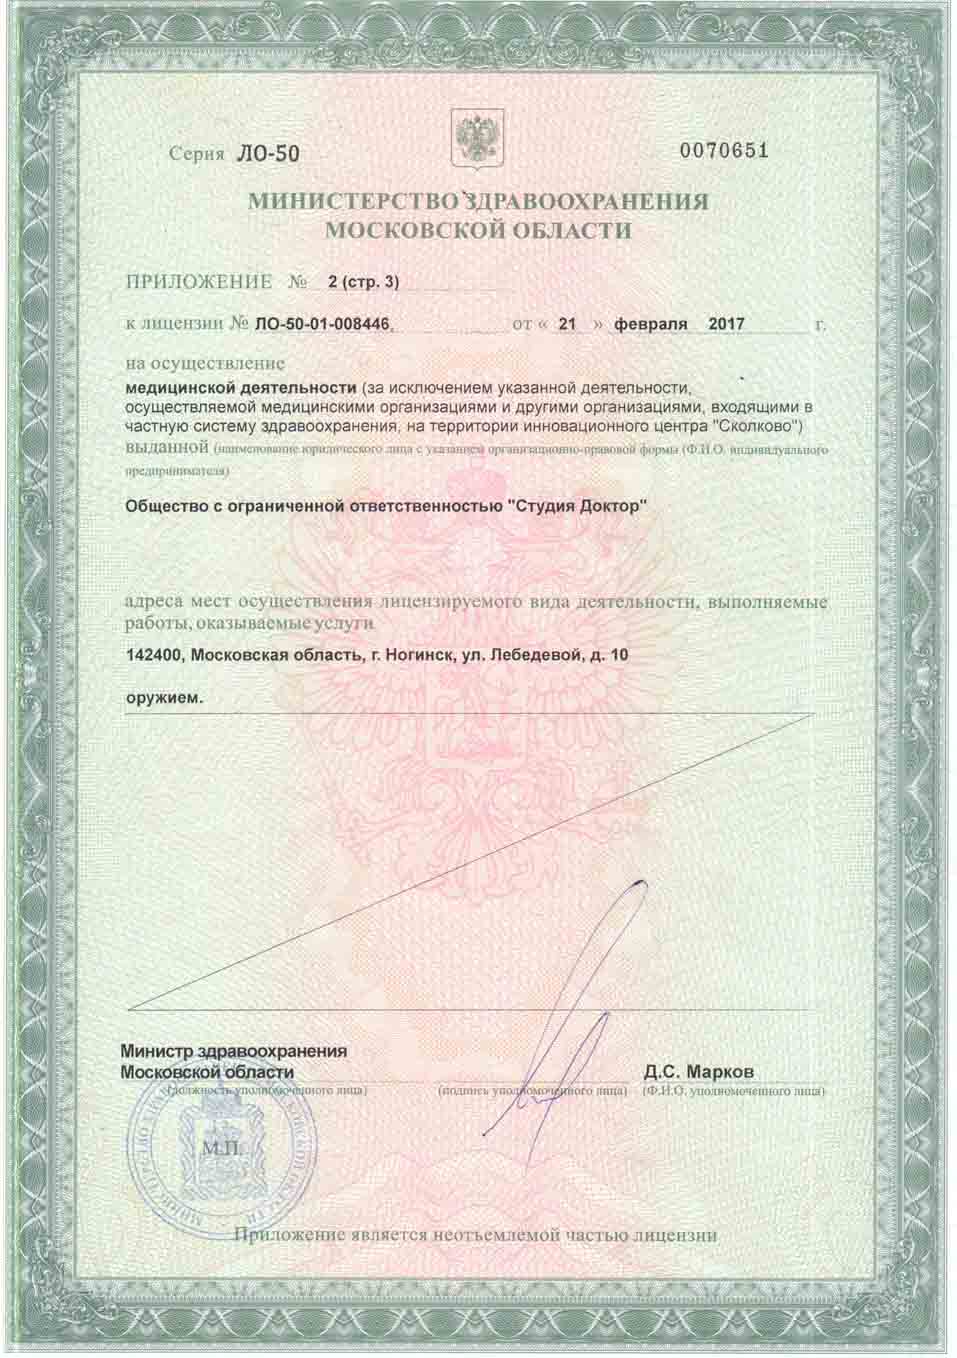 Серия ЛО-50
0070651
МИНИСТЕРСТВО ЗДРАВООХРАНЕНИЯ
МОСКОВСКОЙ ОБЛАСТИ
ПРИЛОЖЕНИЕ № 2 (стр. 3)
к лицензии № ЛО-50-01-008446, от « 21 » февраля 2017 г.
на осуществление
медицинской деятельности (за исключением указанной деятельности,
осуществляемой медицинскими организациями и другими организациями, входящими в
частную систему здравоохранения, на территории инновационного центра "Сколково")
выданной (наименование юридического лица с указанием организационно-правовой формы (Ф.И.О. индивидуального
предпринимателя)
Общество с ограниченной ответственностью "Студия Доктор"
адреса мест осуществления лицензируемого вида деятельности, выполняемые
работы, оказываемые услуги
142400, Московская область, г. Ногинск, ул. Лебедевой, д. 10
оружием.
Министр здравоохранения
Московской области
Д.С. Марков
(должность уполномоченного лица) (подпись уполномоченного лица) (Ф.И.О. уполномоченного лица)
М.П.
Приложение является неотъемлемой частью лицензии